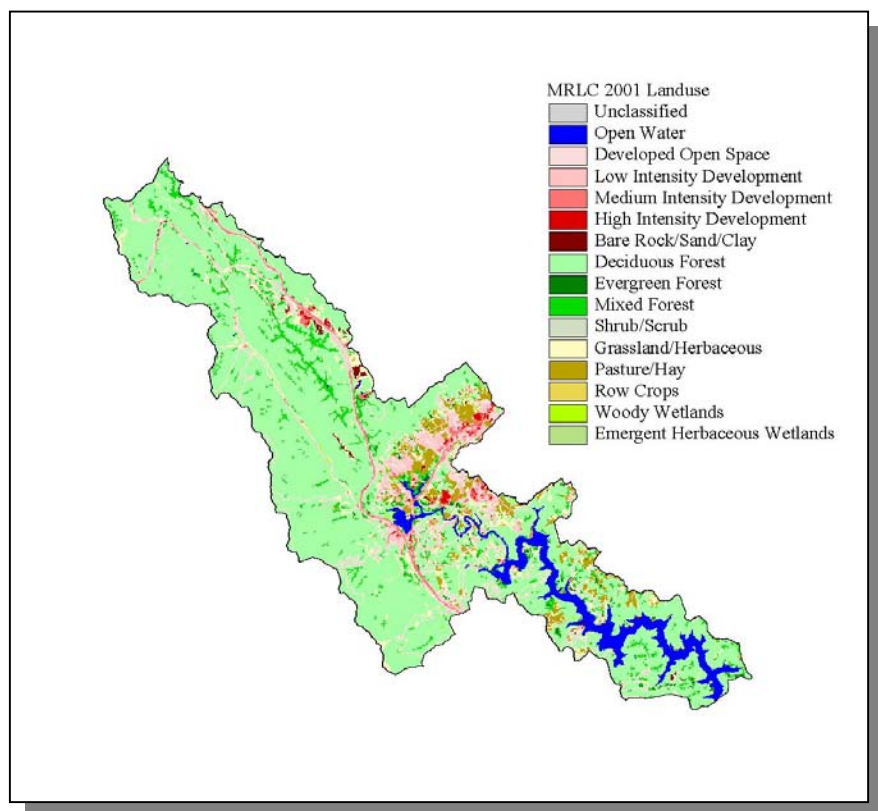 MRLC 2001 Landuse
Unclassified
Open Water
Developed Open Space
Low Intensity Development
Medium Intensity Development
High Intensity Development
Bare Rock/Sand/Clay
Deciduous Forest
Evergreen Forest
Mixed Forest
Shrub/Scrub
Grassland/Herbaceous
Pasture/Hay
Row Crops
Woody Wetlands
Emergent Herbaceous Wetlands